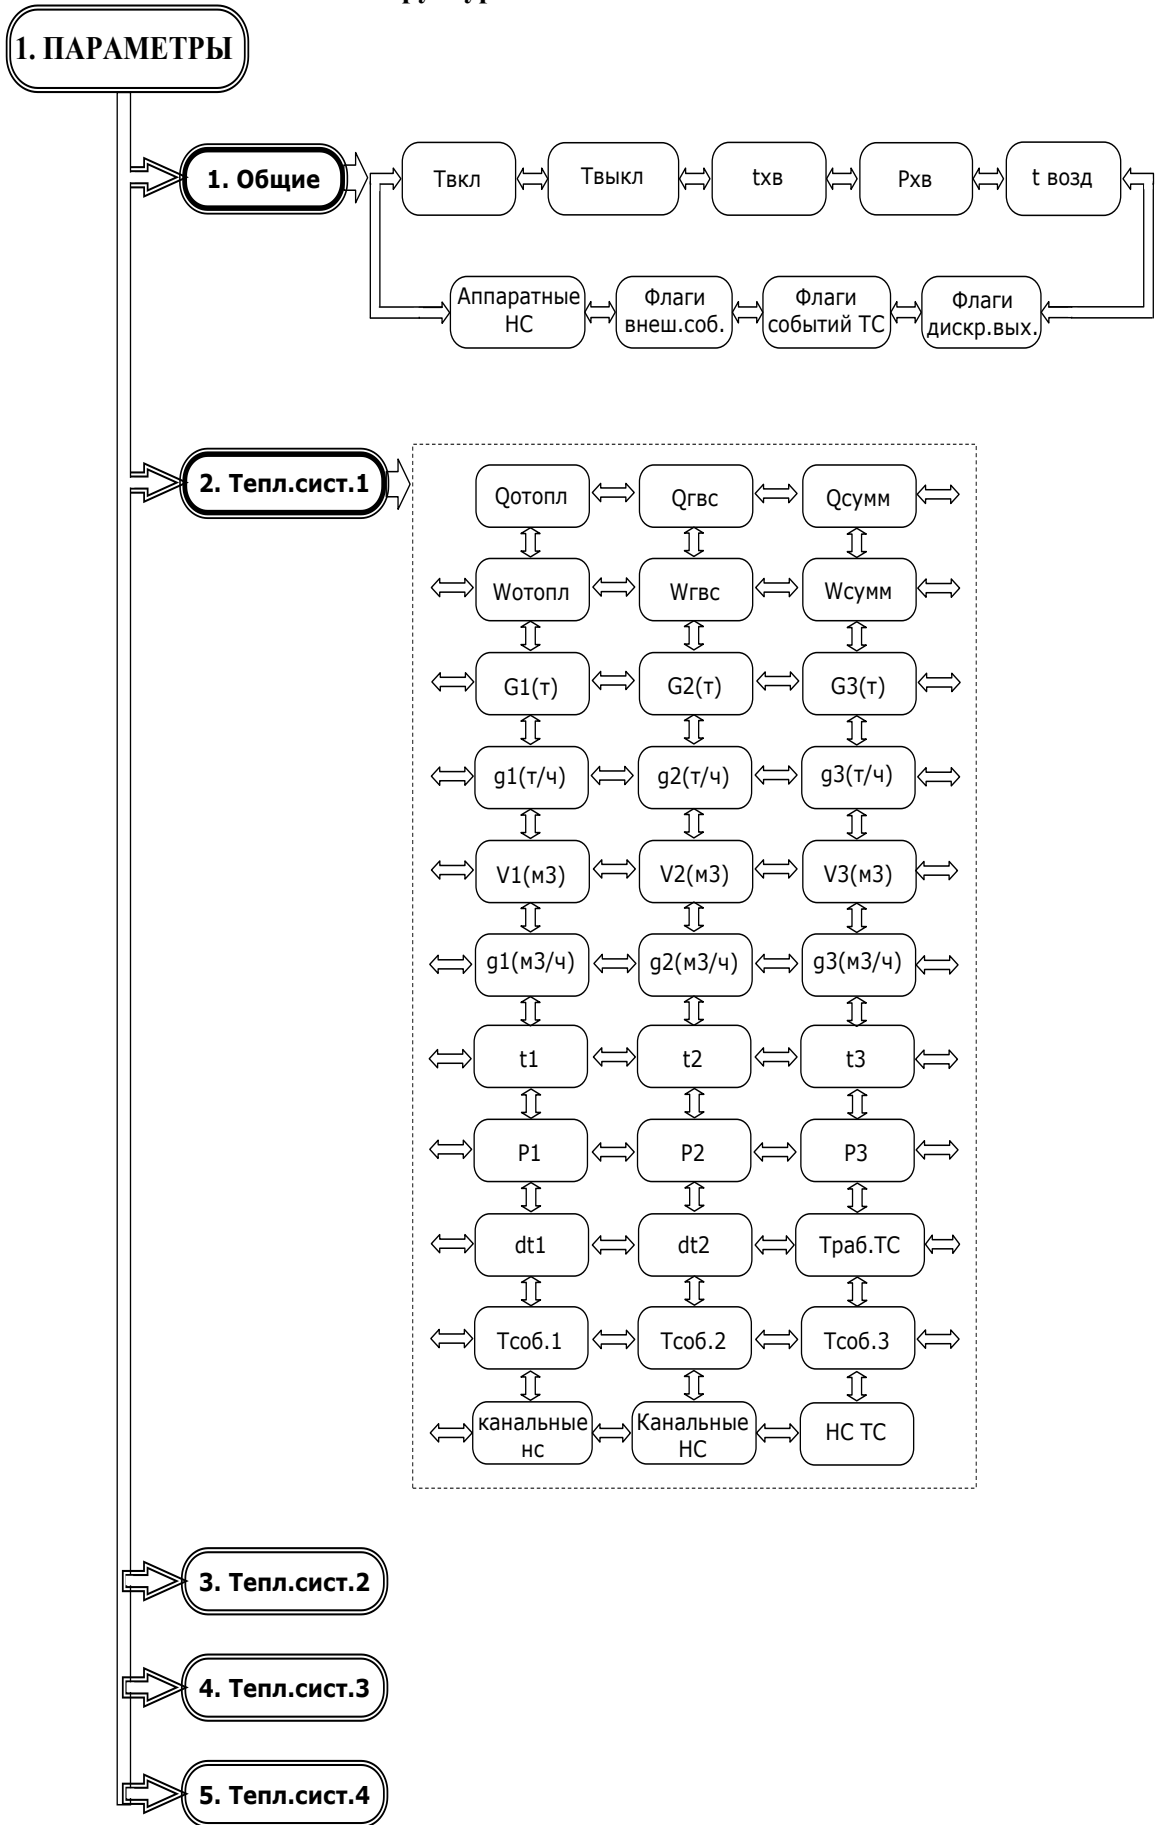 1. ПАРАМЕТРЫ
1. Общие
Твкл
Твыкл
tхв
Рхв
t возд
Аппаратные
НС
Флаги
внеш.соб.
Флаги
событий ТС
Флаги
дискр.вых.
2. Тепл.сист.1
Qотопл
Qгвс
Qсумм
Wотопл
Wгвс
Wсумм
G1(т)
G2(т)
G3(т)
g1(т/ч)
g2(т/ч)
g3(т/ч)
V1(м3)
V2(м3)
V3(м3)
g1(м3/ч)
g2(м3/ч)
g3(м3/ч)
t1
t2
t3
P1
P2
P3
dt1
dt2
Траб.ТС
Тсоб.1
Тсоб.2
Тсоб.3
канальные
нс
Канальные
НС
НС ТС
3. Тепл.сист.2
4. Тепл.сист.3
5. Тепл.сист.4